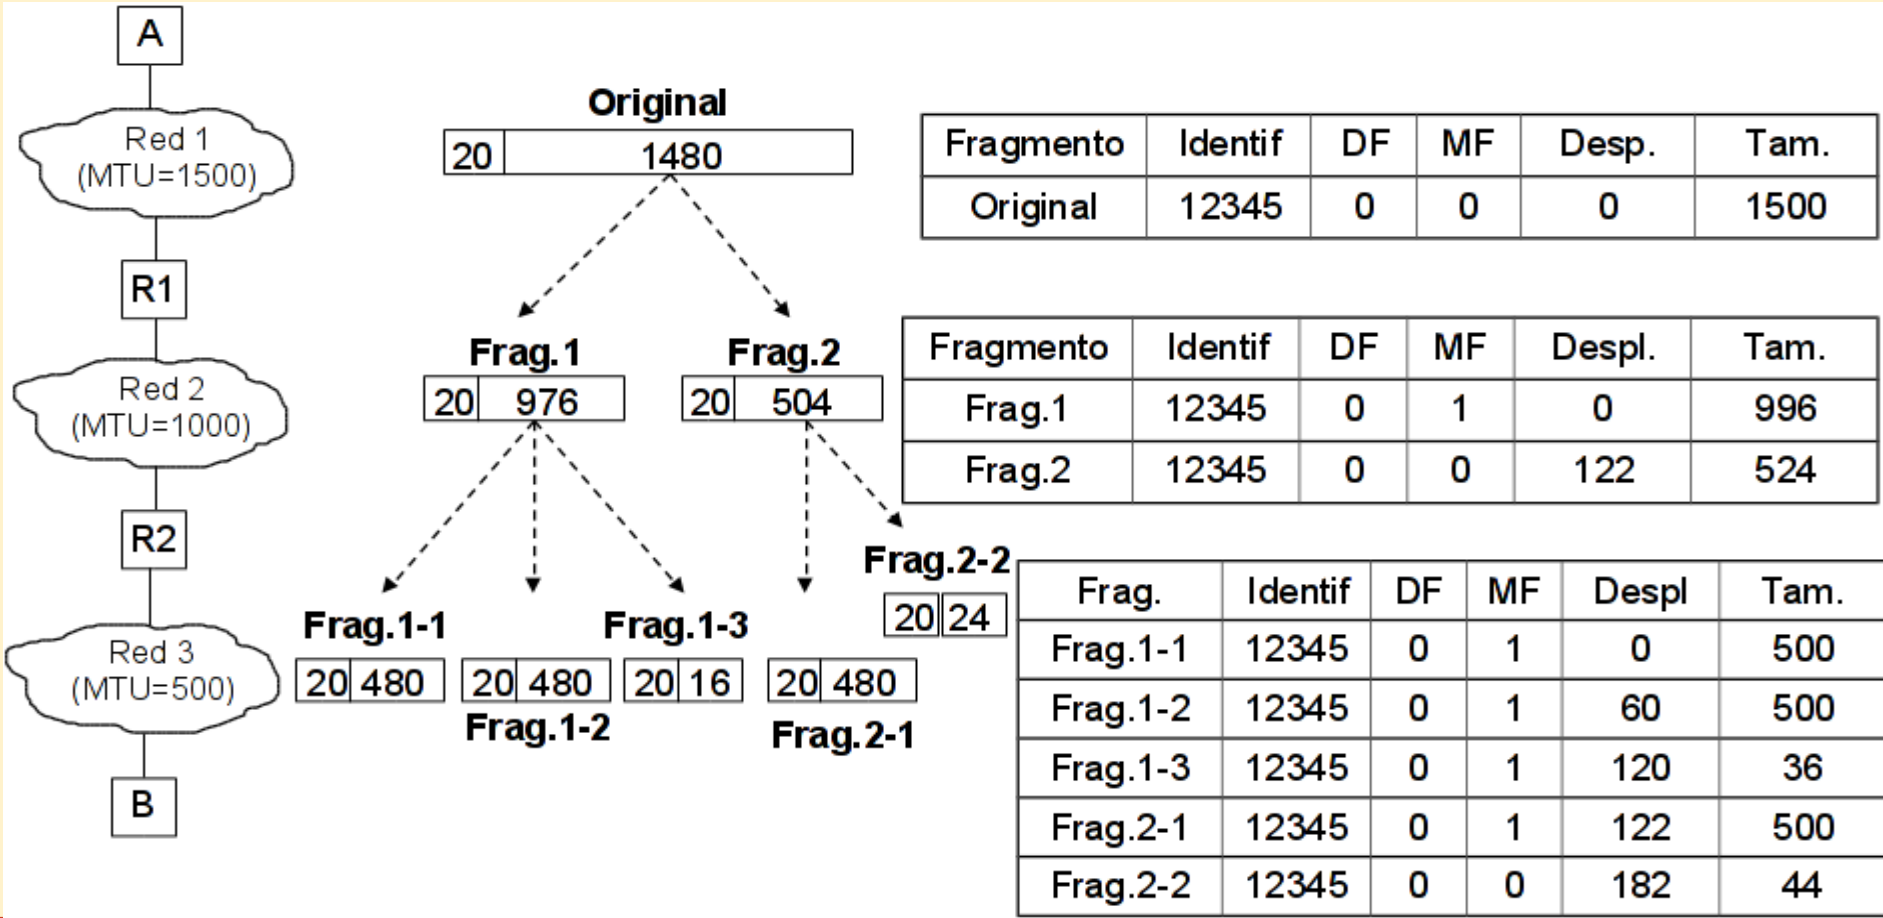 A
Red 1
(MTU=1500)
R1
Red 2
(MTU=1000)
R2
Red 3
(MTU=500)
B
Original
20 1480
Frag.1
20 976
Frag.2
20 504
Frag.1-1
20 480
20 480
Frag.1-2
Frag.1-3
20 16
20 480
Frag.2-1
Frag.2-2
20 24
Fragmento Identif DF MF Desp. Tam.
Original 12345 0 0 0 1500
Fragmento Identif DF MF Despl. Tam.
Frag.1 12345 0 1 0 996
Frag.2 12345 0 0 122 524
Frag. Identif DF MF Despl Tam.
Frag.1-1 12345 0 1 0 500
Frag.1-2 12345 0 1 60 500
Frag.1-3 12345 0 1 120 36
Frag.2-1 12345 0 1 122 500
Frag.2-2 12345 0 0 182 44